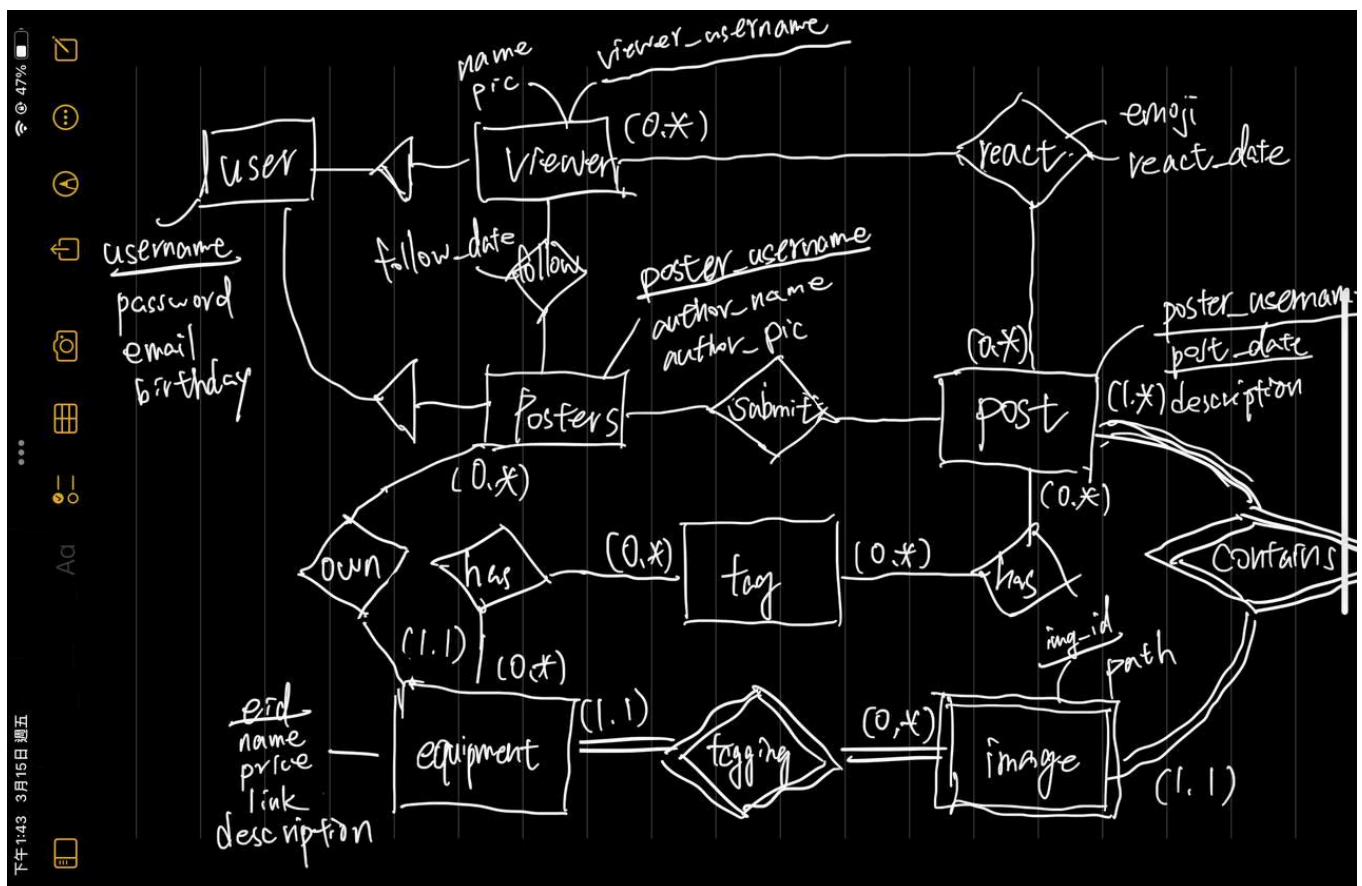 下午1:43 3月15日 週五
47%
Aa
name
pic
viewer_username
user
viewer
(0.*)
react
emoji
react_date
username
password
email
birthday
follow_date
follow
poster_username
author_name
author_pic
Posters
(0.*)
submit
(0.*)
post
poster_usernam
post_date
(1.*) description
(0.*)
own
has
(0.*)
tag
(0.*)
has
contains
(1.1)
(0.*)
eid
name
price
link
description
equipment
(1.1)
tagging
(0,*)
img_id
path
image
(1.1)